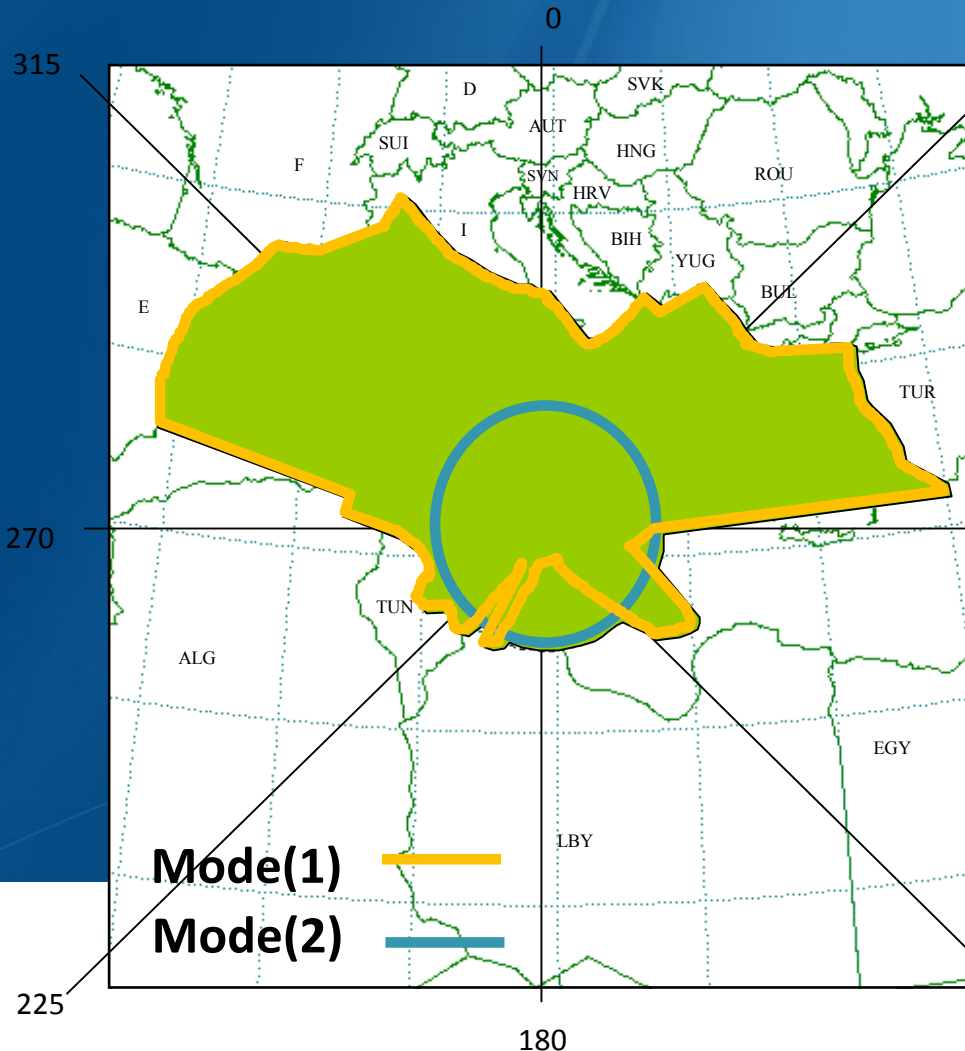 0
315
D
SVK
AUT
SUI
HNG
F
SVN
ROU
HRV
I
BIH
YUG
BUL
E
TUR
270
TUN
ALG
EGY
LBY
Mode(1)
Mode(2)
225
180